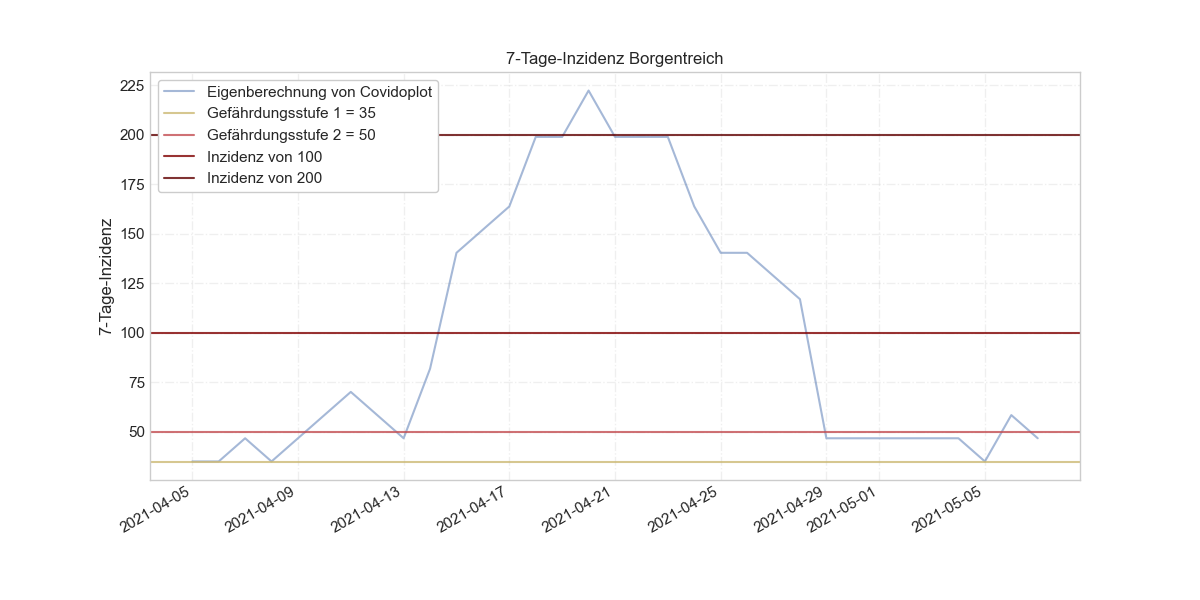 7-Tage-Inzidenz Borgentreich
Eigenberechnung von Covidoplot
Gefährdungsstufe 1 = 35
Gefährdungsstufe 2 = 50
Inzidenz von 100
Inzidenz von 200
7-Tage-Inzidenz
225
200
175
150
125
100
75
50
2021-04-05
2021-04-09
2021-04-13
2021-04-17
2021-04-21
2021-04-25
2021-04-29
2021-05-01
2021-05-05